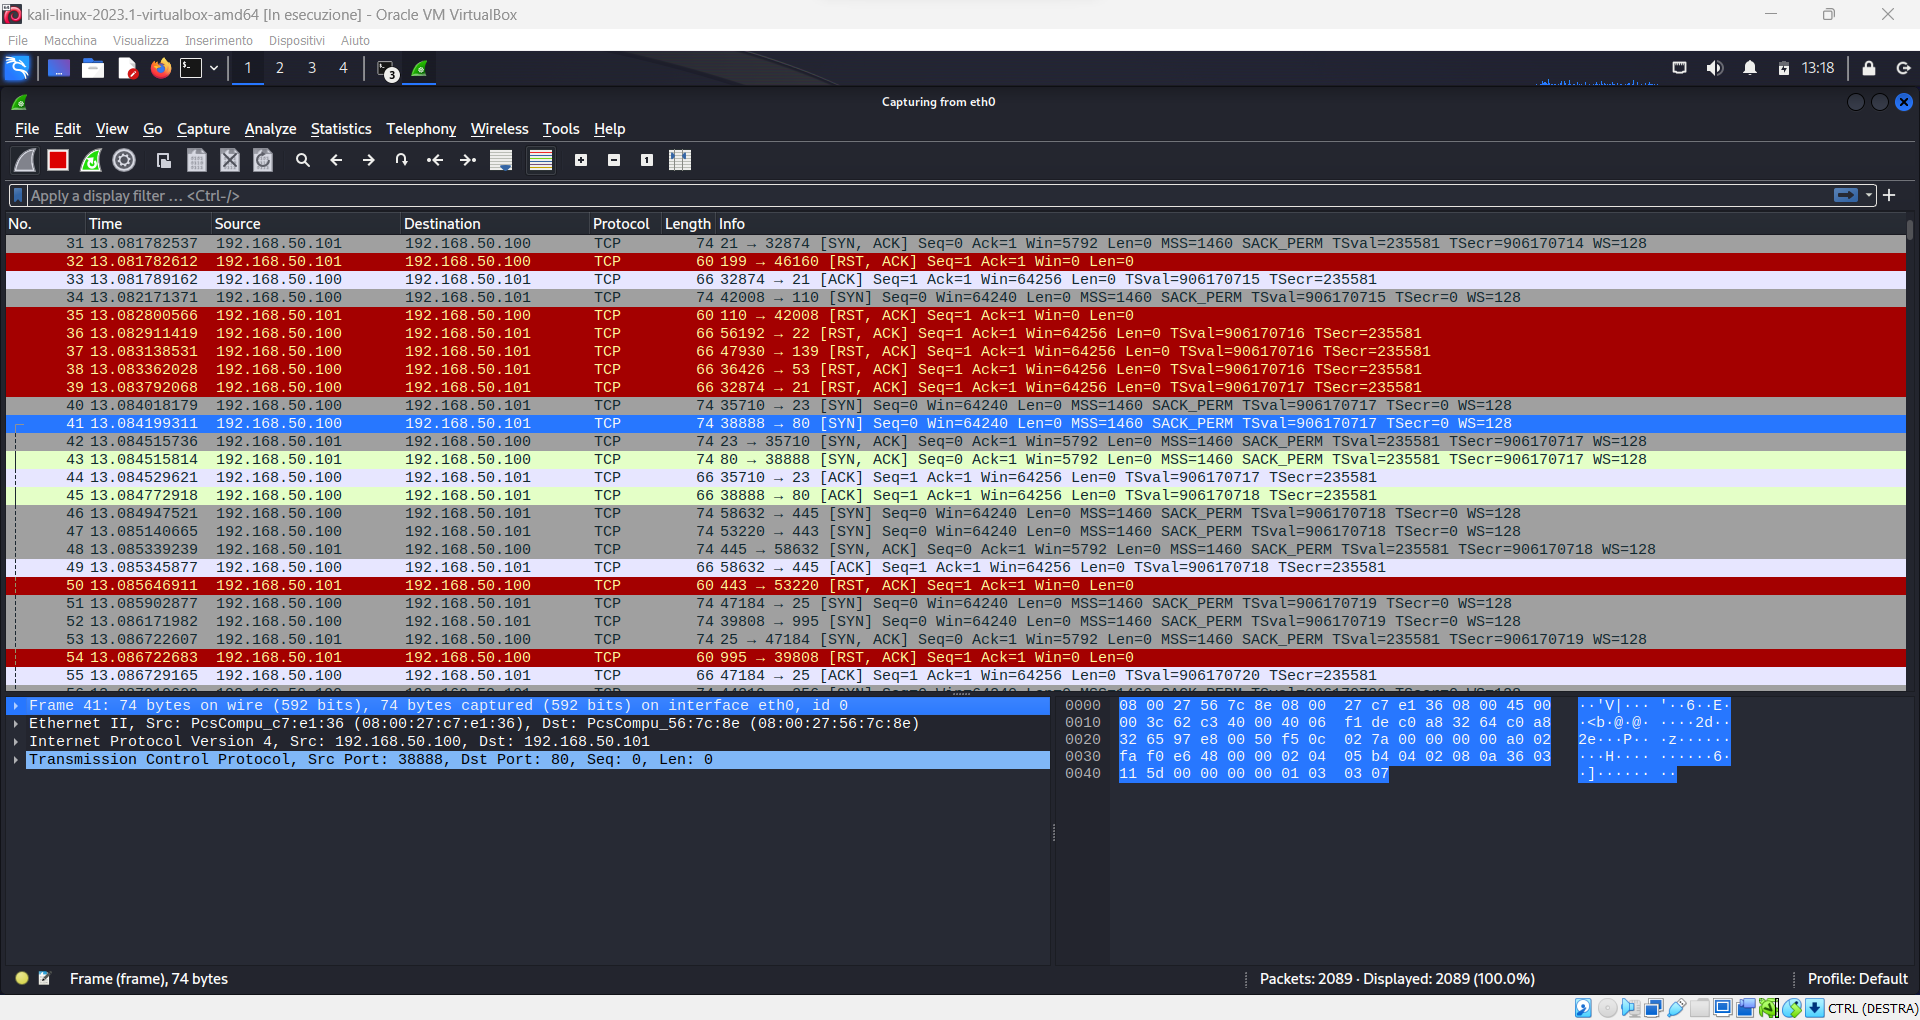 kali-linux-2023.1-virtualbox-amd64 [In esecuzione] - Oracle VM VirtualBox
File Macchina Visualizza Inserimento Dispositivi Aiuto
1 2 3 4 3 13:18
Capturing from eth0
File Edit View Go Capture Analyze Statistics Telephony Wireless Tools Help
Apply a display filter ... <Ctrl-/>
No. Time Source Destination Protocol Length Info
31 13.081782537 192.168.50.101 192.168.50.100 TCP 74 21 → 32874 [SYN, ACK] Seq=0 Ack=1 Win=5792 Len=0 MSS=1460 SACK_PERM TSval=235581 TSecr=906170714 WS=128
32 13.081782612 192.168.50.101 192.168.50.100 TCP 60 199 → 46160 [RST, ACK] Seq=1 Ack=1 Win=0 Len=0
33 13.081789162 192.168.50.100 192.168.50.101 TCP 66 32874 → 21 [ACK] Seq=1 Ack=1 Win=64256 Len=0 TSval=906170715 TSecr=235581
34 13.082171371 192.168.50.100 192.168.50.101 TCP 74 42008 → 110 [SYN] Seq=0 Win=64240 Len=0 MSS=1460 SACK_PERM TSval=906170715 TSecr=0 WS=128
35 13.082800566 192.168.50.101 192.168.50.100 TCP 60 110 → 42008 [RST, ACK] Seq=1 Ack=1 Win=0 Len=0
36 13.082911419 192.168.50.100 192.168.50.101 TCP 66 56192 → 22 [RST, ACK] Seq=1 Ack=1 Win=64256 Len=0 TSval=906170716 TSecr=235581
37 13.083138531 192.168.50.100 192.168.50.101 TCP 66 47930 → 139 [RST, ACK] Seq=1 Ack=1 Win=64256 Len=0 TSval=906170716 TSecr=235581
38 13.083362028 192.168.50.100 192.168.50.101 TCP 66 36426 → 53 [RST, ACK] Seq=1 Ack=1 Win=64256 Len=0 TSval=906170716 TSecr=235581
39 13.083792068 192.168.50.100 192.168.50.101 TCP 66 32874 → 21 [RST, ACK] Seq=1 Ack=1 Win=64256 Len=0 TSval=906170717 TSecr=235581
40 13.084018179 192.168.50.100 192.168.50.101 TCP 74 35710 → 23 [SYN] Seq=0 Win=64240 Len=0 MSS=1460 SACK_PERM TSval=906170717 TSecr=0 WS=128
41 13.084199311 192.168.50.100 192.168.50.101 TCP 74 38888 → 80 [SYN] Seq=0 Win=64240 Len=0 MSS=1460 SACK_PERM TSval=906170717 TSecr=0 WS=128
42 13.084515736 192.168.50.101 192.168.50.100 TCP 74 23 → 35710 [SYN, ACK] Seq=0 Ack=1 Win=5792 Len=0 MSS=1460 SACK_PERM TSval=235581 TSecr=906170717 WS=128
43 13.084515814 192.168.50.101 192.168.50.100 TCP 74 80 → 38888 [SYN, ACK] Seq=0 Ack=1 Win=5792 Len=0 MSS=1460 SACK_PERM TSval=235581 TSecr=906170717 WS=128
44 13.084529621 192.168.50.100 192.168.50.101 TCP 66 35710 → 23 [ACK] Seq=1 Ack=1 Win=64256 Len=0 TSval=906170717 TSecr=235581
45 13.084772918 192.168.50.100 192.168.50.101 TCP 66 38888 → 80 [ACK] Seq=1 Ack=1 Win=64256 Len=0 TSval=906170718 TSecr=235581
46 13.084947521 192.168.50.100 192.168.50.101 TCP 74 58632 → 445 [SYN] Seq=0 Win=64240 Len=0 MSS=1460 SACK_PERM TSval=906170718 TSecr=0 WS=128
47 13.085140665 192.168.50.100 192.168.50.101 TCP 74 53220 → 443 [SYN] Seq=0 Win=64240 Len=0 MSS=1460 SACK_PERM TSval=906170718 TSecr=0 WS=128
48 13.085339239 192.168.50.101 192.168.50.100 TCP 74 445 → 58632 [SYN, ACK] Seq=0 Ack=1 Win=5792 Len=0 MSS=1460 SACK_PERM TSval=235581 TSecr=906170718 WS=128
49 13.085345877 192.168.50.100 192.168.50.101 TCP 66 58632 → 445 [ACK] Seq=1 Ack=1 Win=64256 Len=0 TSval=906170718 TSecr=235581
50 13.085646911 192.168.50.101 192.168.50.100 TCP 60 443 → 53220 [RST, ACK] Seq=1 Ack=1 Win=0 Len=0
51 13.085902877 192.168.50.100 192.168.50.101 TCP 74 47184 → 25 [SYN] Seq=0 Win=64240 Len=0 MSS=1460 SACK_PERM TSval=906170719 TSecr=0 WS=128
52 13.086171982 192.168.50.100 192.168.50.101 TCP 74 39808 → 995 [SYN] Seq=0 Win=64240 Len=0 MSS=1460 SACK_PERM TSval=906170719 TSecr=0 WS=128
53 13.086722607 192.168.50.101 192.168.50.100 TCP 74 25 → 47184 [SYN, ACK] Seq=0 Ack=1 Win=5792 Len=0 MSS=1460 SACK_PERM TSval=235581 TSecr=906170719 WS=128
54 13.086722683 192.168.50.101 192.168.50.100 TCP 60 995 → 39808 [RST, ACK] Seq=1 Ack=1 Win=0 Len=0
55 13.086729165 192.168.50.100 192.168.50.101 TCP 66 47184 → 25 [ACK] Seq=1 Ack=1 Win=64256 Len=0 TSval=906170720 TSecr=235581
Frame 41: 74 bytes on wire (592 bits), 74 bytes captured (592 bits) on interface eth0, id 0
Ethernet II, Src: PcsCompu_c7:e1:36 (08:00:27:c7:e1:36), Dst: PcsCompu_56:7c:8e (08:00:27:56:7c:8e)
Internet Protocol Version 4, Src: 192.168.50.100, Dst: 192.168.50.101
Transmission Control Protocol, Src Port: 38888, Dst Port: 80, Seq: 0, Len: 0
0000 08 00 27 56 7c 8e 08 00 27 c7 e1 36 08 00 45 00 ··'V|··· '··6··E·
0010 00 3c 62 c3 40 00 40 06 f1 de c0 a8 32 64 c0 a8 ·<b·@·@· ····2d··
0020 32 65 97 e8 00 50 f5 0c 02 7a 00 00 00 00 a0 02 2e···P·· ·z······
0030 fa f0 e6 48 00 00 02 04 05 b4 04 02 08 0a 36 03 ···H···· ······6·
0040 11 5d 00 00 00 00 01 03 03 07 ·]······ ··
Frame (frame), 74 bytes Packets: 2089 · Displayed: 2089 (100.0%) Profile: Default
CTRL (DESTRA)